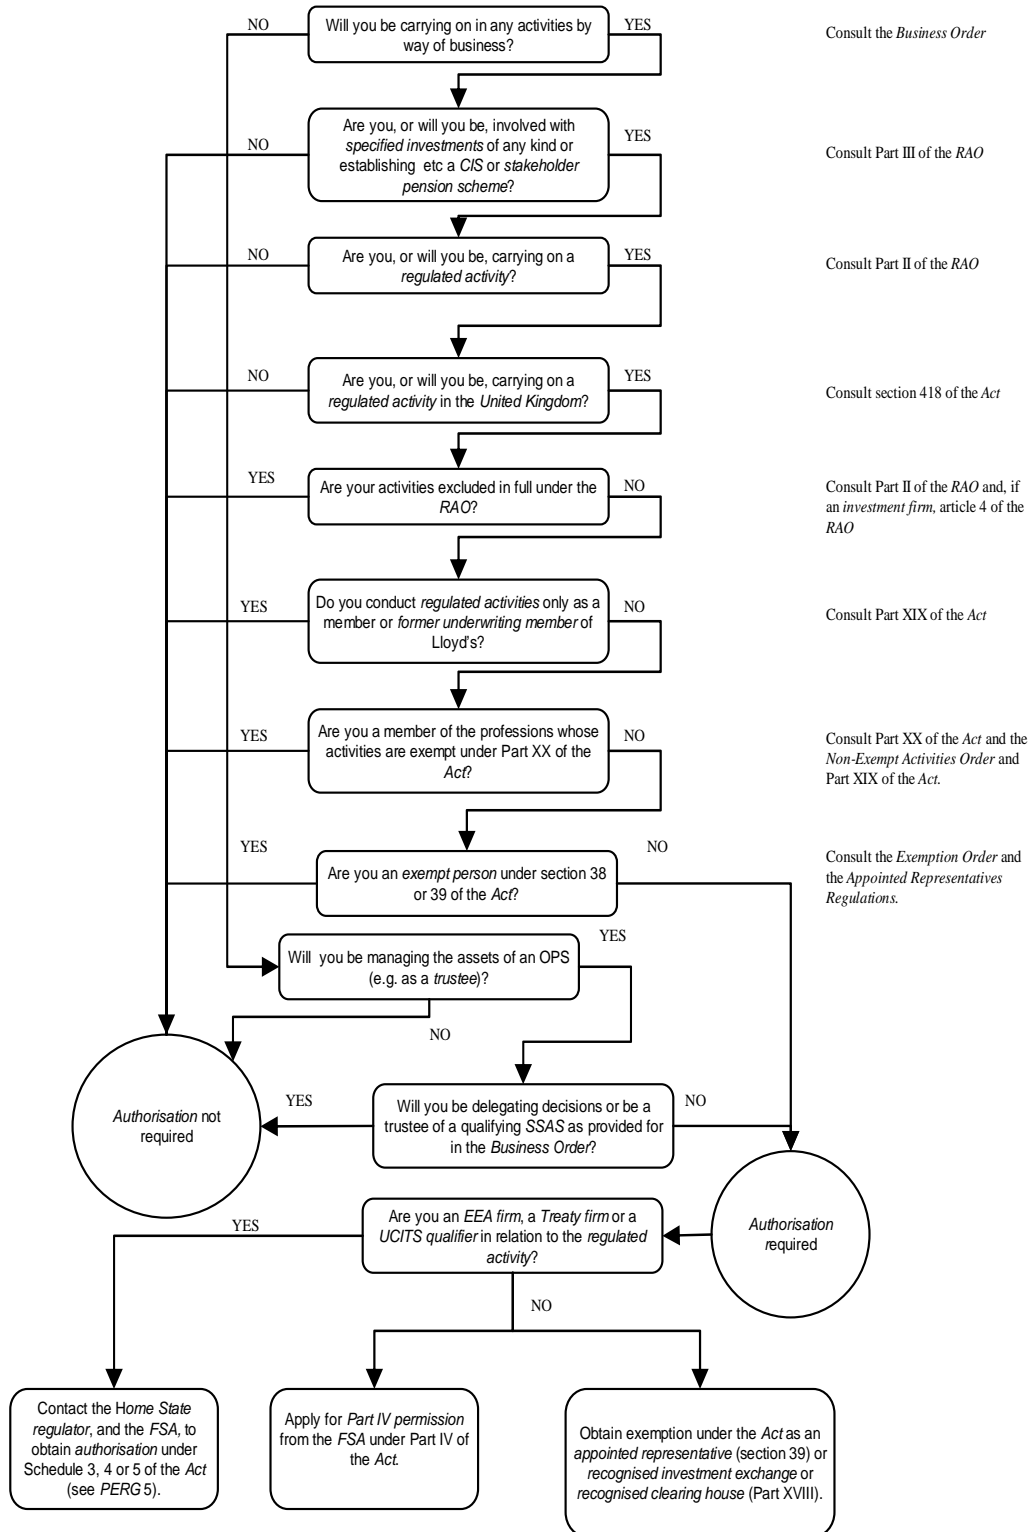 NO
Will you be carrying on in any activities by
way of business?
YES
Consult the Business Order
NO
Are you, or will you be, involved with
specified investments of any kind or
establishing etc a CIS or stakeholder
pension scheme?
YES
Consult Part III of the RAO
NO
Are you, or will you be, carrying on a
regulated activity?
YES
Consult Part II of the RAO
NO
Are you, or will you be, carrying on a
regulated activity in the United Kingdom?
YES
Consult section 418 of the Act
YES
Are your activities excluded in full under the
RAO?
NO
Consult Part II of the RAO and, if
an investment firm, article 4 of the
RAO
YES
Do you conduct regulated activities only as a
member or former underwriting member of
Lloyd's?
NO
Consult Part XIX of the Act
YES
Are you a member of the professions whose
activities are exempt under Part XX of the
Act?
NO
Consult Part XX of the Act and the
Non-Exempt Activities Order and
Part XIX of the Act.
YES
Are you an exempt person under section 38
or 39 of the Act?
NO
Consult the Exemption Order and
the Appointed Representatives
Regulations.
Will you be managing the assets of an OPS
(e.g. as a trustee)?
YES
NO
Authorisation not
required
YES
Will you be delegating decisions or be a
trustee of a qualifying SSAS as provided for
in the Business Order?
NO
YES
Are you an EEA firm, a Treaty firm or a
UCITS qualifier in relation to the regulated
activity?
Authorisation
required
NO
Contact the Home State
regulator, and the FSA, to
obtain authorisation under
Schedule 3, 4 or 5 of the Act
(see PERG 5).
Apply for Part IV permission
from the FSA under Part IV of
the Act.
Obtain exemption under the Act as an
appointed representative (section 39) or
recognised investment exchange or
recognised clearing house (Part XVIII).